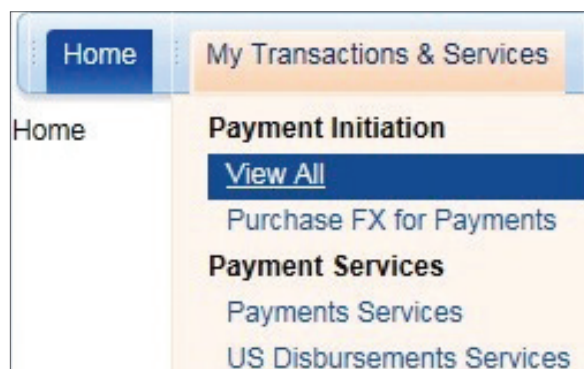 Home My Transactions & Services
Home
Payment Initiation
View All
Purchase FX for Payments
Payment Services
Payments Services
US Disbursements Services